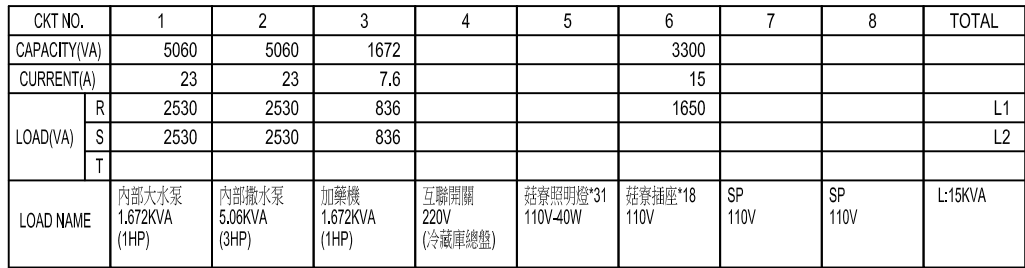 CKT NO. 1 2 3 4 5 6 7 8 TOTAL
CAPACITY(VA) 5060 5060 1672 3300
CURRENT(A) 23 23 7.6 15
LOAD(VA) R 2530 2530 836 1650 L1
S 2530 2530 836 L2
T
LOAD NAME
內部大水泵
1.672KVA
(1HP)
內部撒水泵
5.06KVA
(3HP)
加藥機
1.672KVA
(1HP)
互聯開關
220V
(冷藏庫總盤)
菇寮照明燈*31
110V-40W
菇寮插座*18
110V
SP
110V
SP
110V
L:15KVA